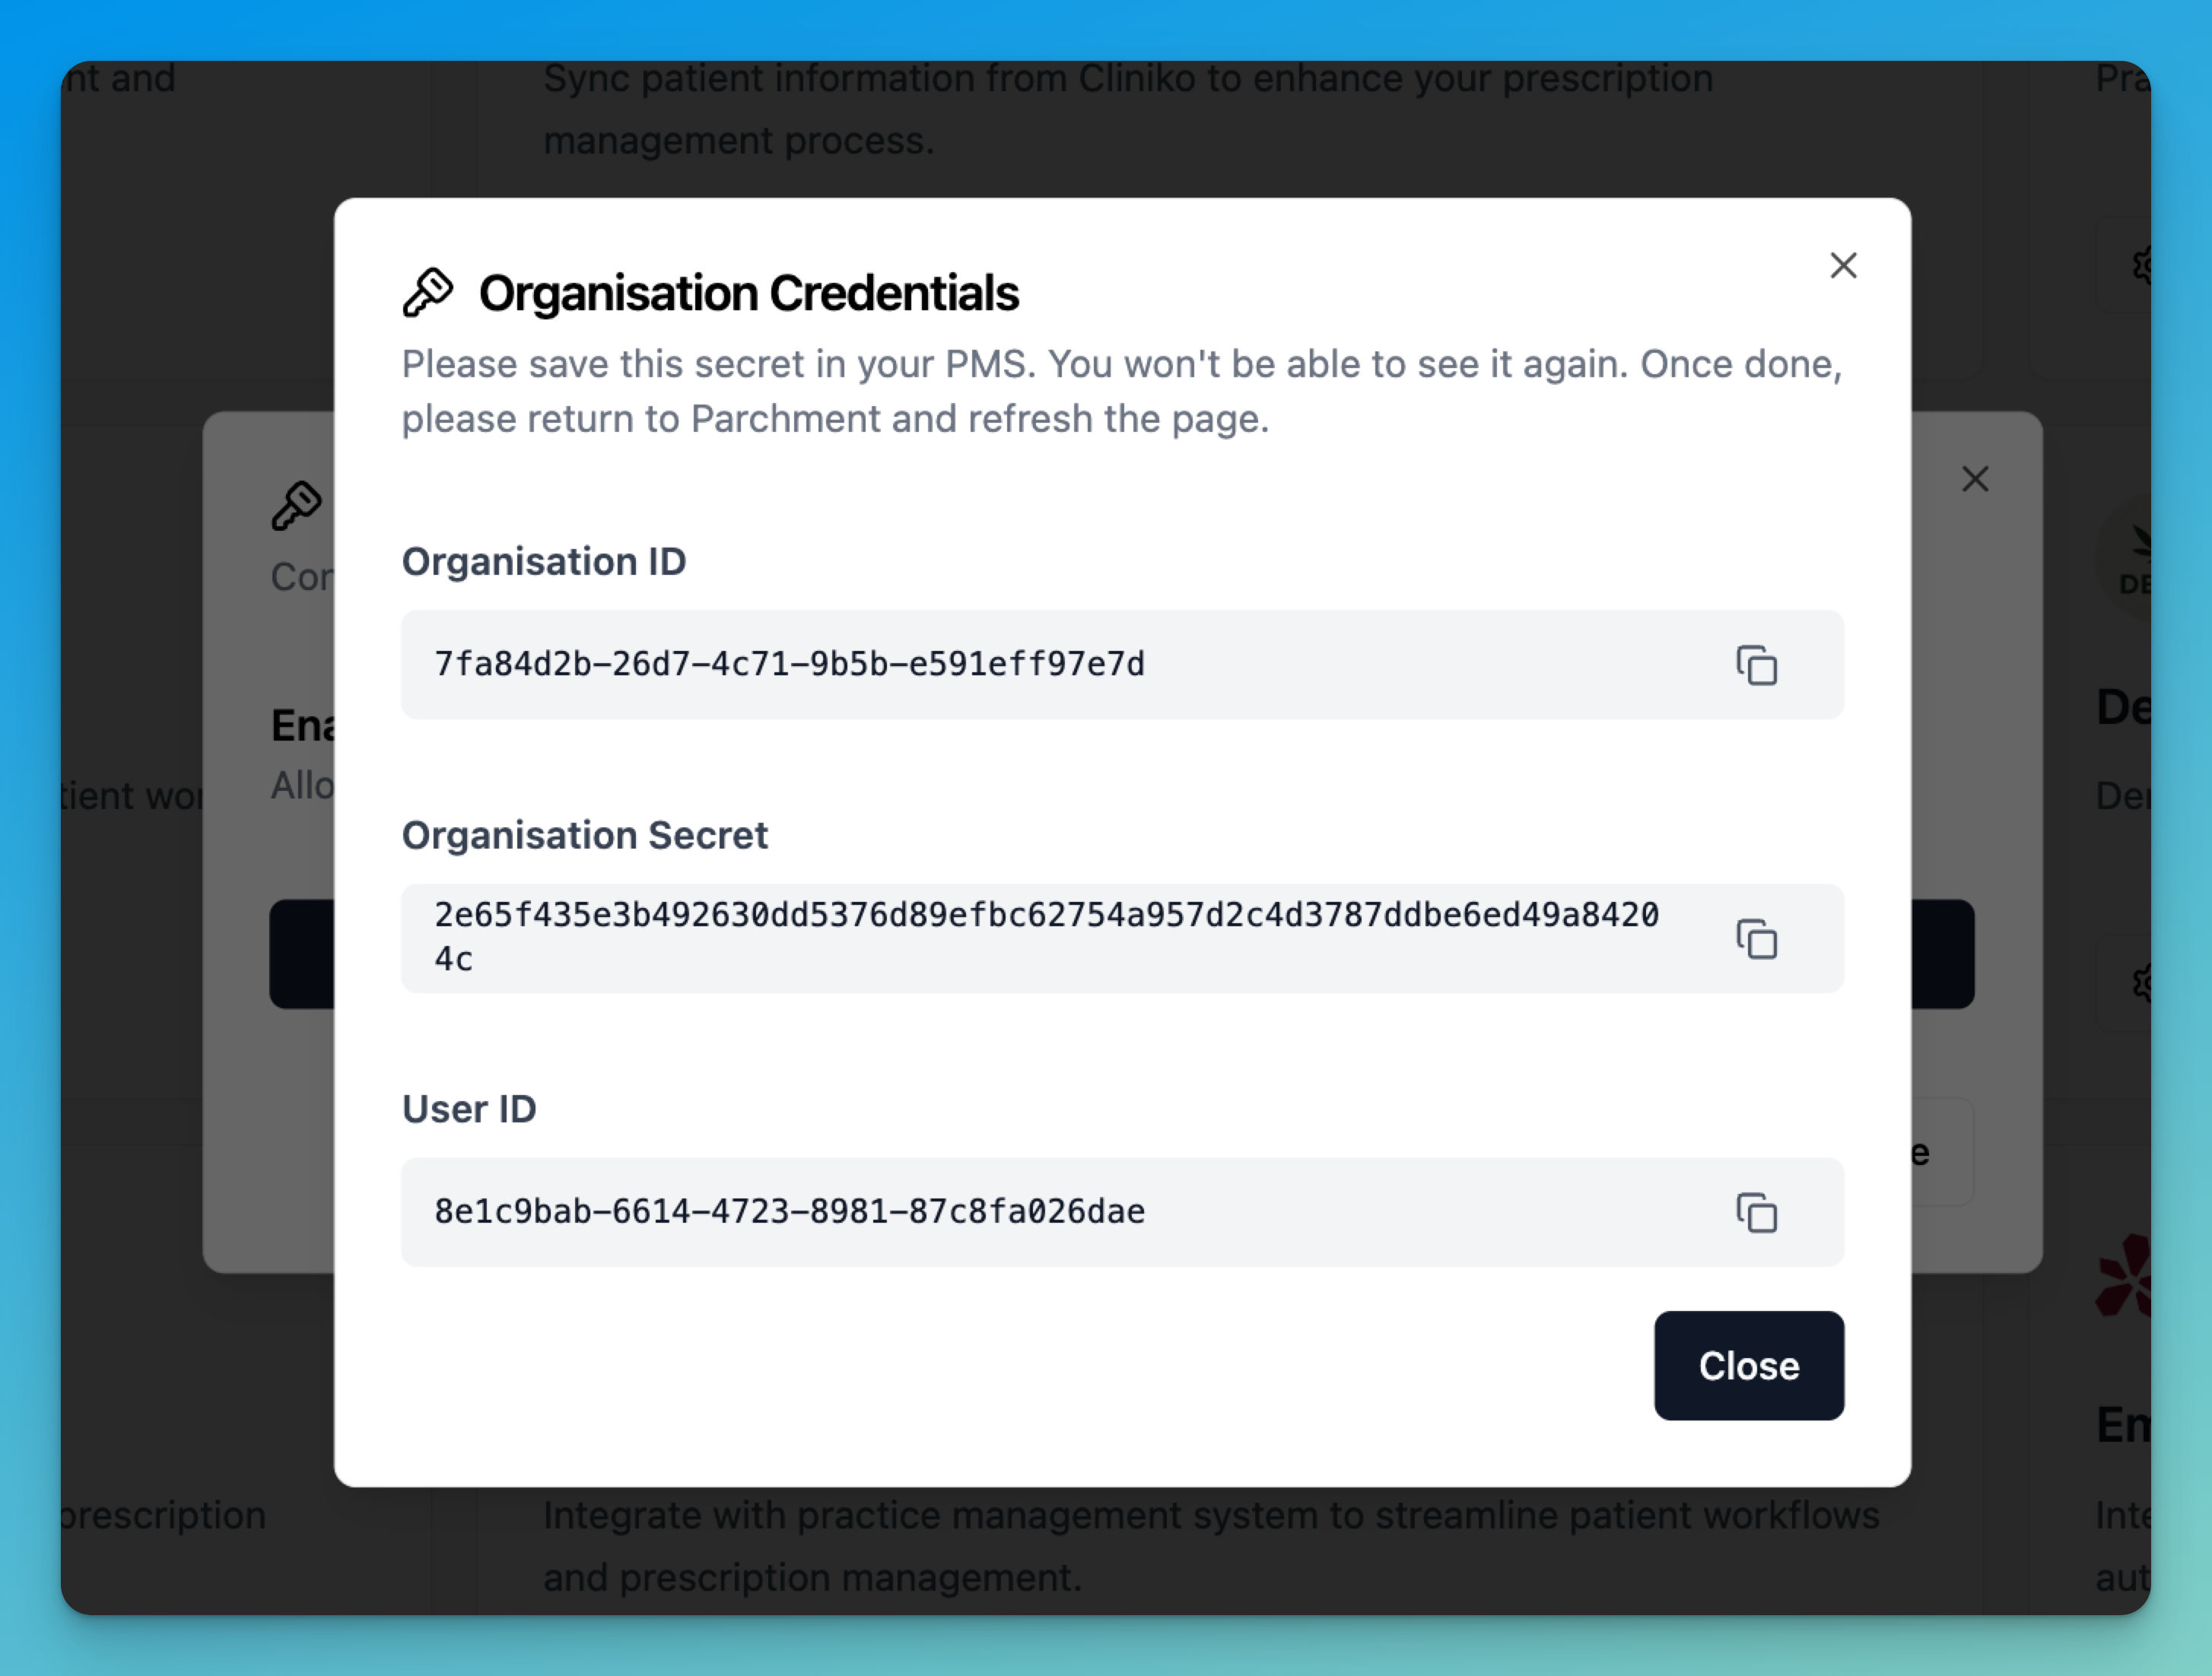 nt and
Sync patient information from Cliniko to enhance your prescription
management process.
Organisation Credentials
Please save this secret in your PMS. You won't be able to see it again. Once done,
please return to Parchment and refresh the page.
Organisation ID
7fa84d2b-26d7-4c71-9b5b-e591eff97e7d
Organisation Secret
2e65f435e3b492630dd5376d89efbc62754a957d2c4d3787ddbe6ed49a8420
4c
User ID
8e1c9bab-6614-4723-8981-87c8fa026dae
Close
Pra
Con
Ena
Allo
tient wor
e
DE
De
Der
prescription
Integrate with practice management system to streamline patient workflows
and prescription management.
Em
Inte
aut